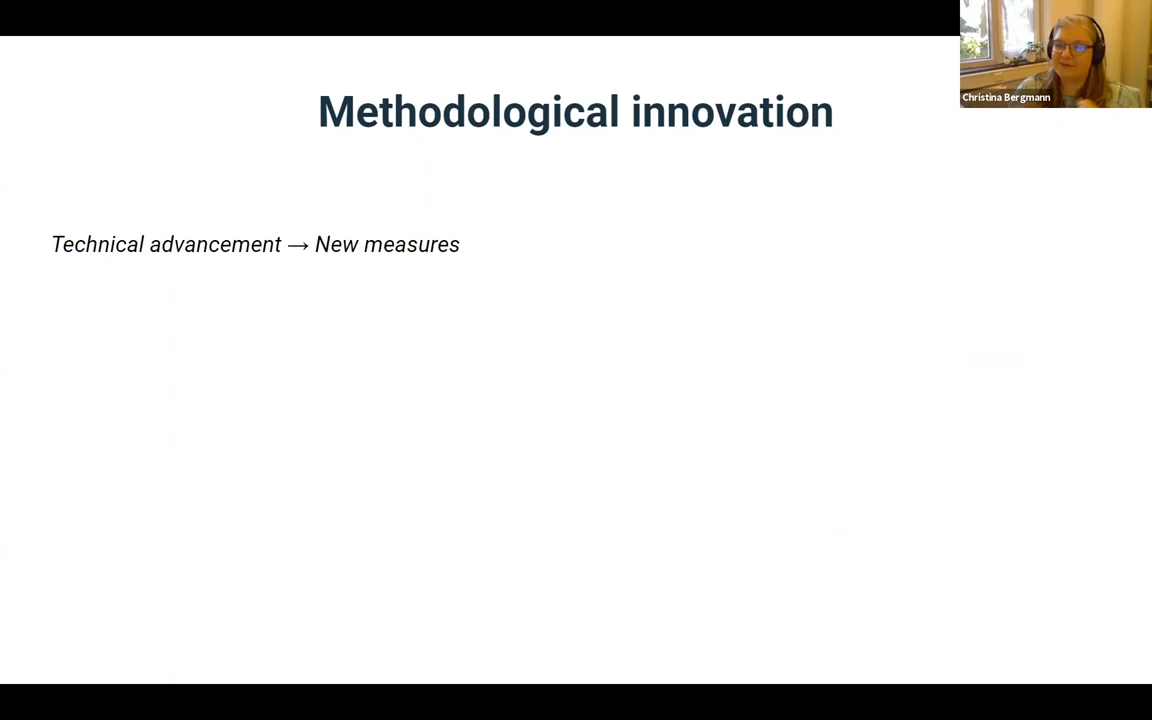 Methodological innovation
Christina Bergmann
Technical advancement → New measures